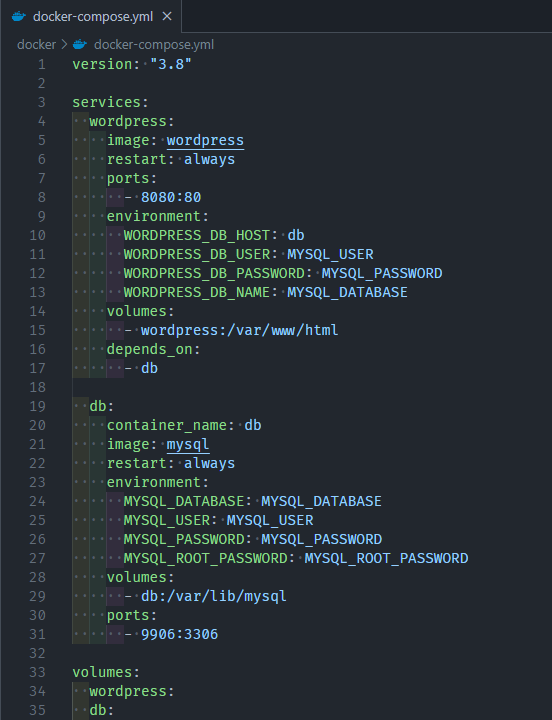 docker-compose.yml
docker > docker-compose.yml
1 version: "3.8"
2
3 services:
4   wordpress:
5     image: wordpress
6     restart: always
7     ports:
8       - 8080:80
9     environment:
10       WORDPRESS_DB_HOST: db
11       WORDPRESS_DB_USER: MYSQL_USER
12       WORDPRESS_DB_PASSWORD: MYSQL_PASSWORD
13       WORDPRESS_DB_NAME: MYSQL_DATABASE
14     volumes:
15       - wordpress:/var/www/html
16     depends_on:
17       - db
18
19   db:
20     container_name: db
21     image: mysql
22     restart: always
23     environment:
24       MYSQL_DATABASE: MYSQL_DATABASE
25       MYSQL_USER: MYSQL_USER
26       MYSQL_PASSWORD: MYSQL_PASSWORD
27       MYSQL_ROOT_PASSWORD: MYSQL_ROOT_PASSWORD
28     volumes:
29       - db:/var/lib/mysql
30     ports:
31       - 9906:3306
32
33 volumes:
34   wordpress:
35   db: